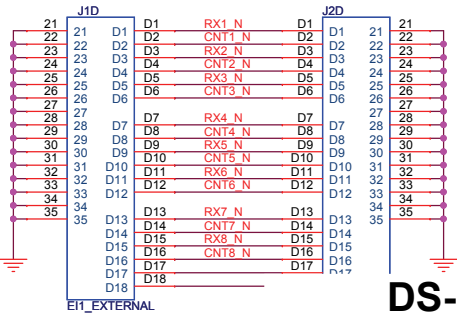 J1D J2D
21 21 D1 D1 RX1_N D1 D1 21 21
22 22 D2 D2 CNT1_N D2 D2 22 22
23 23 D3 D3 RX2_N D3 D3 23 23
24 24 D4 D4 CNT2_N D4 D4 24 24
25 25 D5 D5 RX3_N D5 D5 25 25
26 26 D6 D6 CNT3_N D6 D6 26 26
27 27 27 27
28 28 D7 D7 RX4_N D7 D7 28 28
29 29 D8 D8 CNT4_N D8 D8 29 29
30 30 D9 D9 RX5_N D9 D9 30 30
31 31 D10 D10 CNT5_N D10 D10 31 31
32 32 D11 D11 RX6_N D11 D11 32 32
33 33 D12 D12 CNT6_N D12 D12 33 33
34 34 34 34
35 35 D13 D13 RX7_N D13 D13 35 35
D14 D14 CNT7_N D14 D14
D15 D15 RX8_N D15 D15
D16 D16 CNT8_N D16 D16
D17 D17 D17 D17
D18 D18
EI1_EXTERNAL
DS-